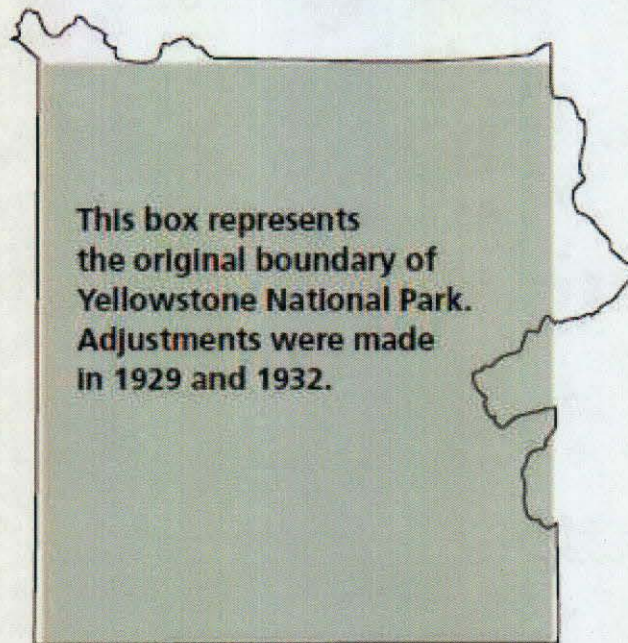 This box represents
the original boundary of
Yellowstone National Park.
Adjustments were made
in 1929 and 1932.